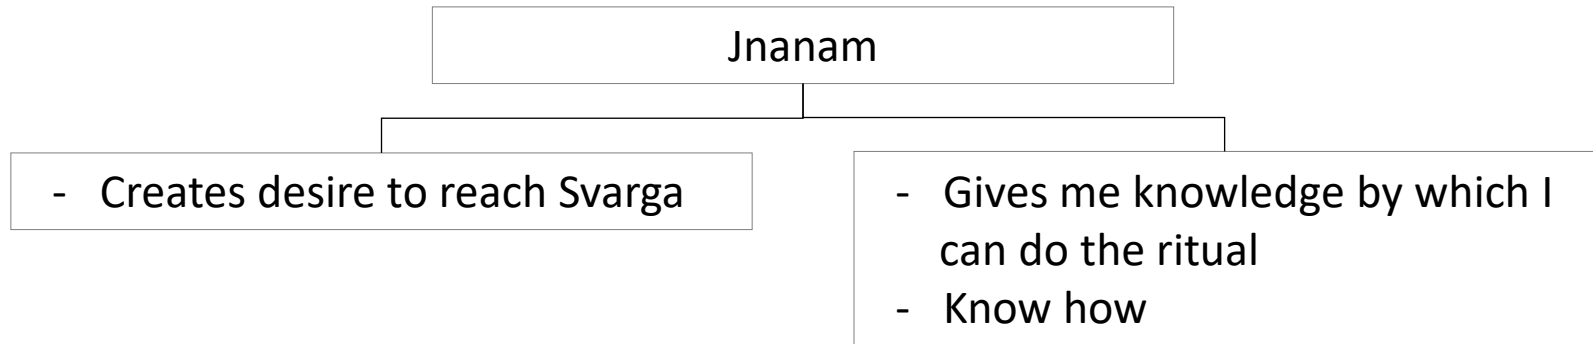 Jnanam
- Creates desire to reach Svarga
- Gives me knowledge by which I
can do the ritual
- Know how